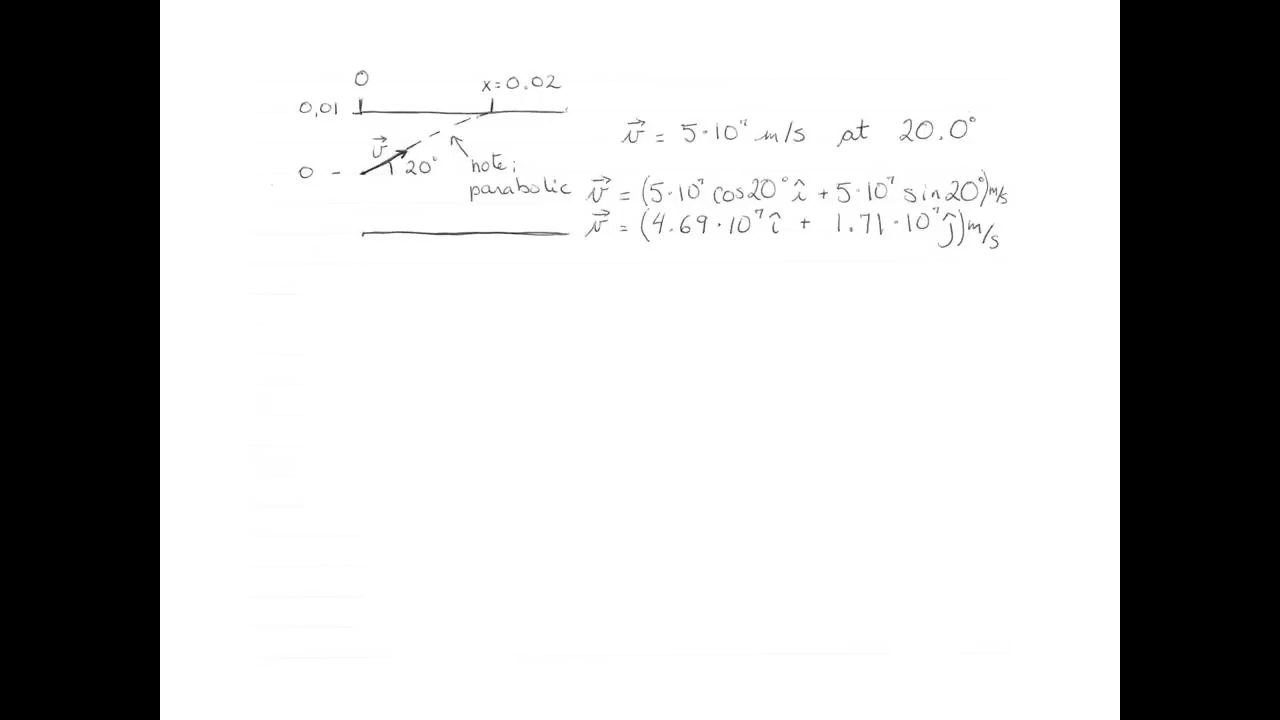 0
x=0.02
0,01
v⃗
20°
0 -
note:
parabolic
v⃗ = 5·10⁷ m/s at 20.0°
v⃗ = (5·10⁷ cos20° î + 5·10⁷ sin20°) m/s
v⃗ = (4.69·10⁷ î + 1.71·10⁷ ĵ) m/s